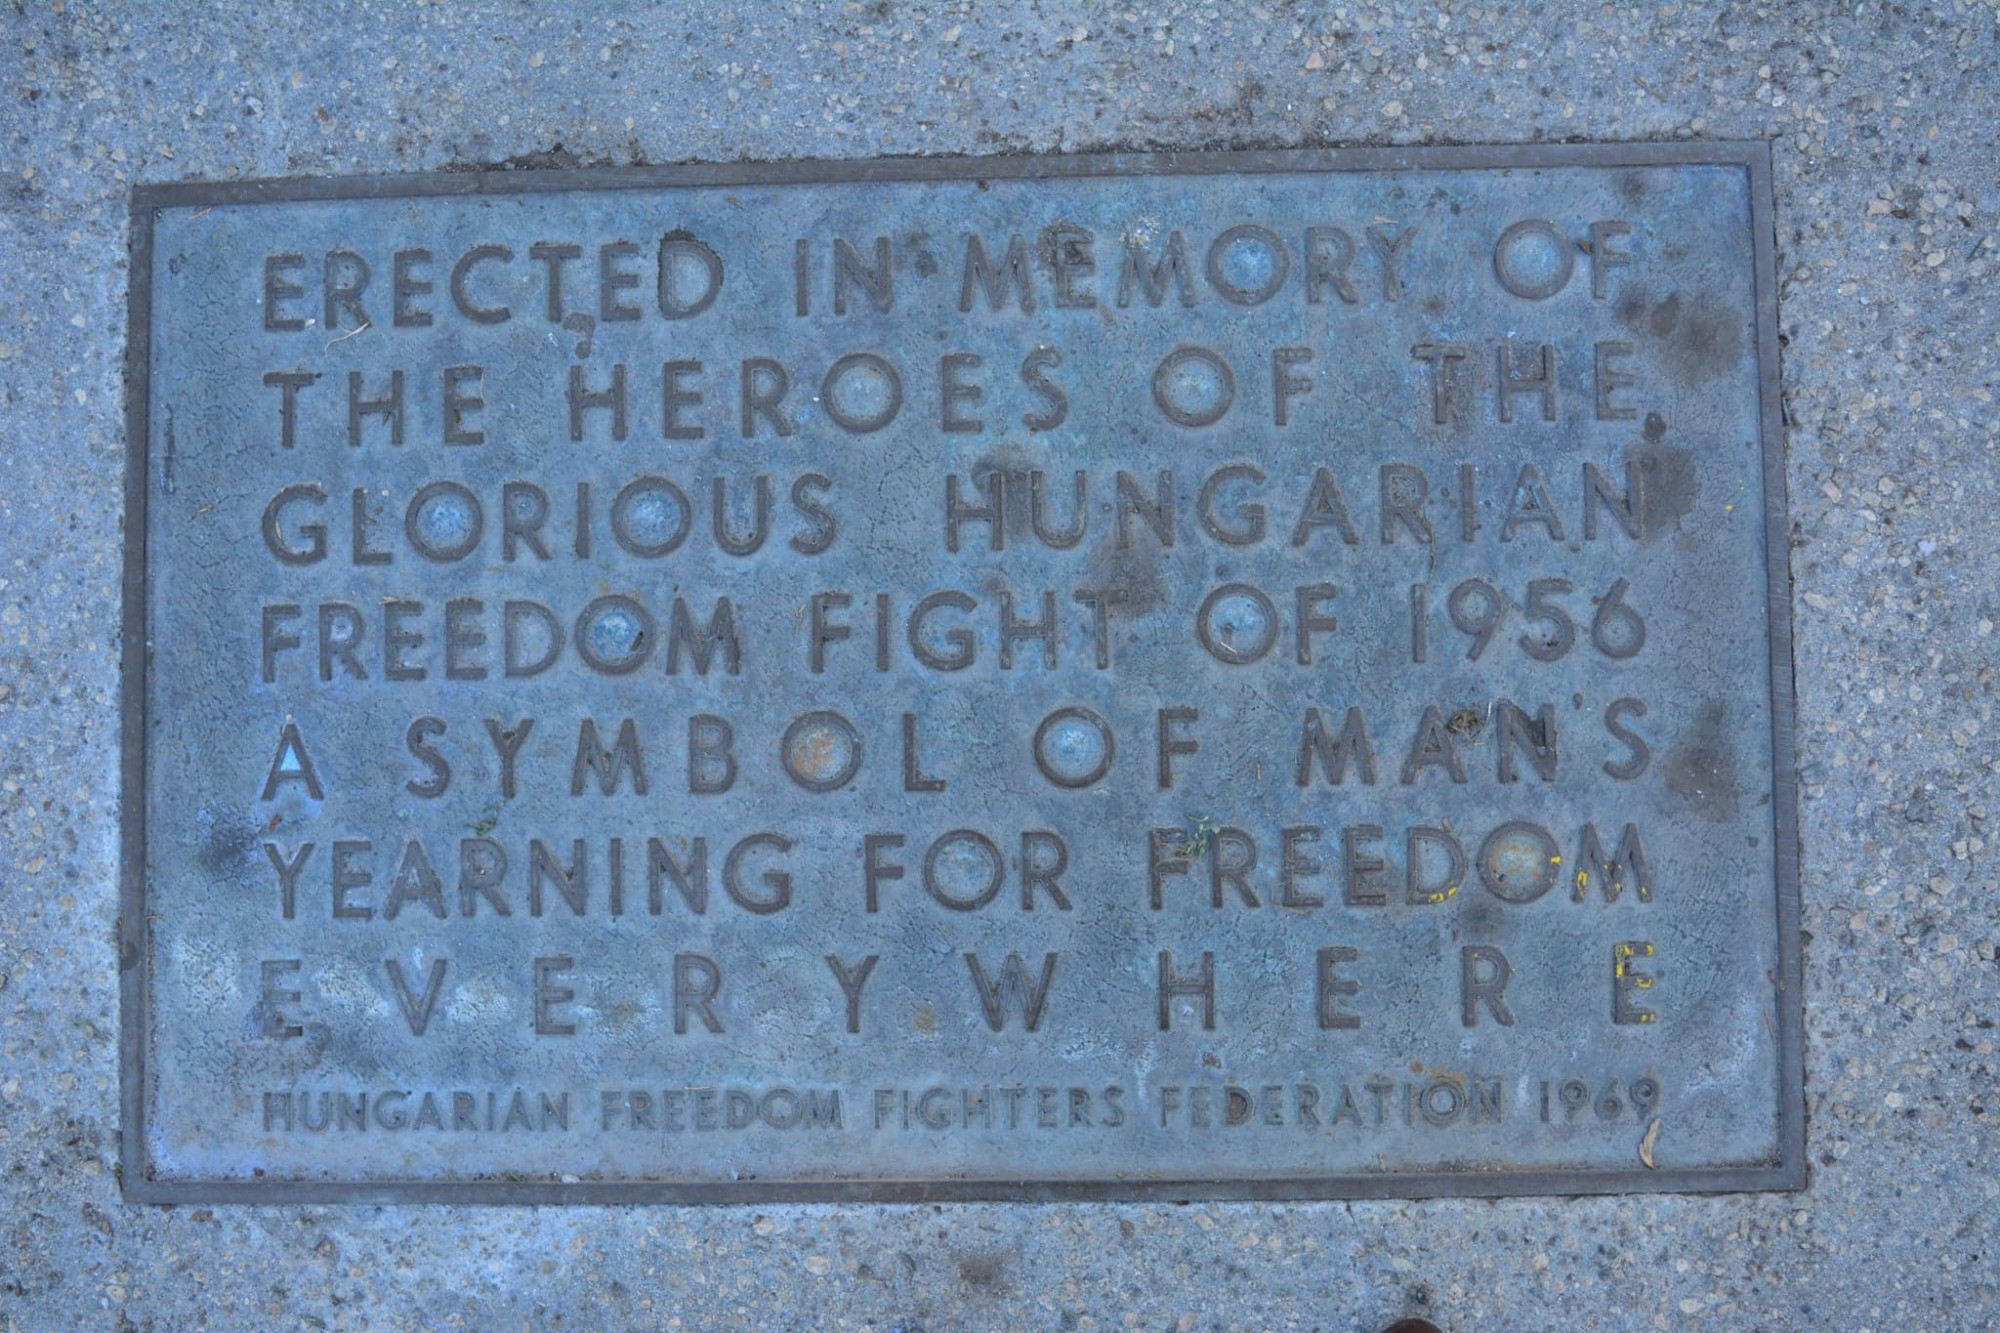 ERECTED IN MEMORY OF
THE HEROES OF THE
GLORIOUS HUNGARIAN
FREEDOM FIGHT OF 1956
A SYMBOL OF MAN'S
YEARNING FOR FREEDOM
EVERYWHERE
HUNGARIAN FREEDOM FIGHTERS FEDERATION 1969